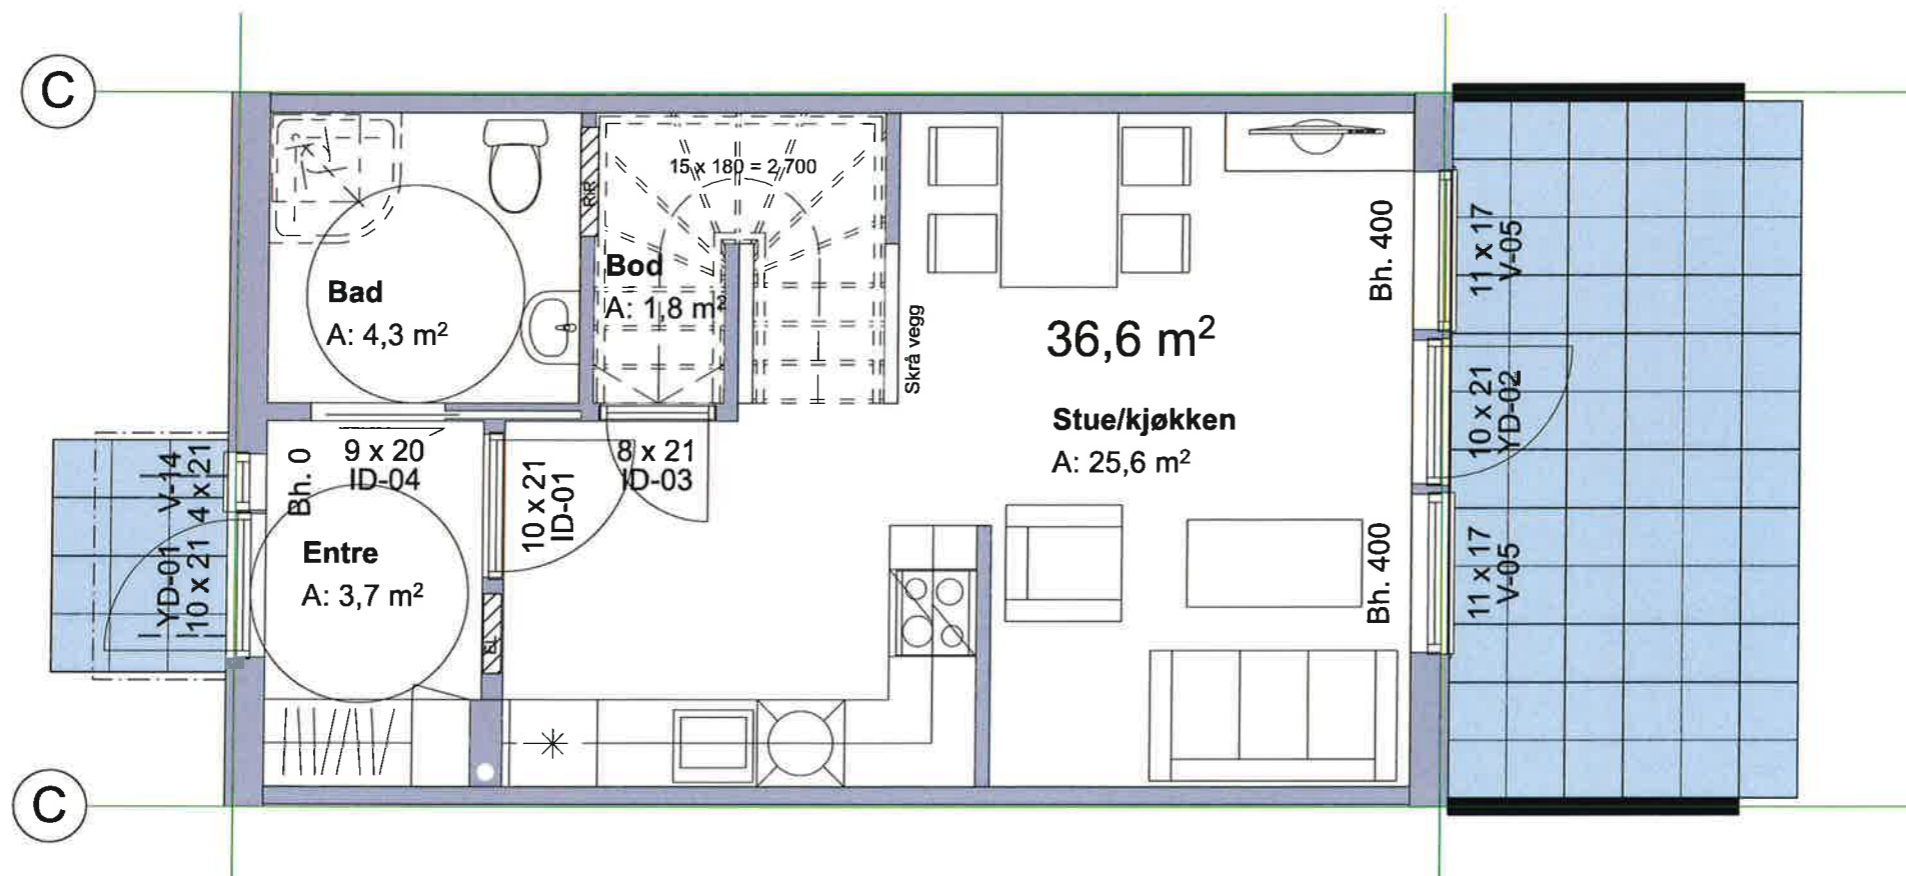 C
15 x 180 = 2 700
RR
Bad
A: 4,3 m²
Bod
A: 1,8 m²
Skrå vegg
36,6 m²
Stue/kjøkken
A: 25,6 m²
Bh. 400
11 x 17
V-05
10 x 21
YD-02
Bh. 400
11 x 17
V-05
V-14
4 x 21
YD-01
10 x 21
Bh. 0
9 x 20
ID-04
10 x 21
ID-01
8 x 21
ID-03
Entre
A: 3,7 m²
EL
C